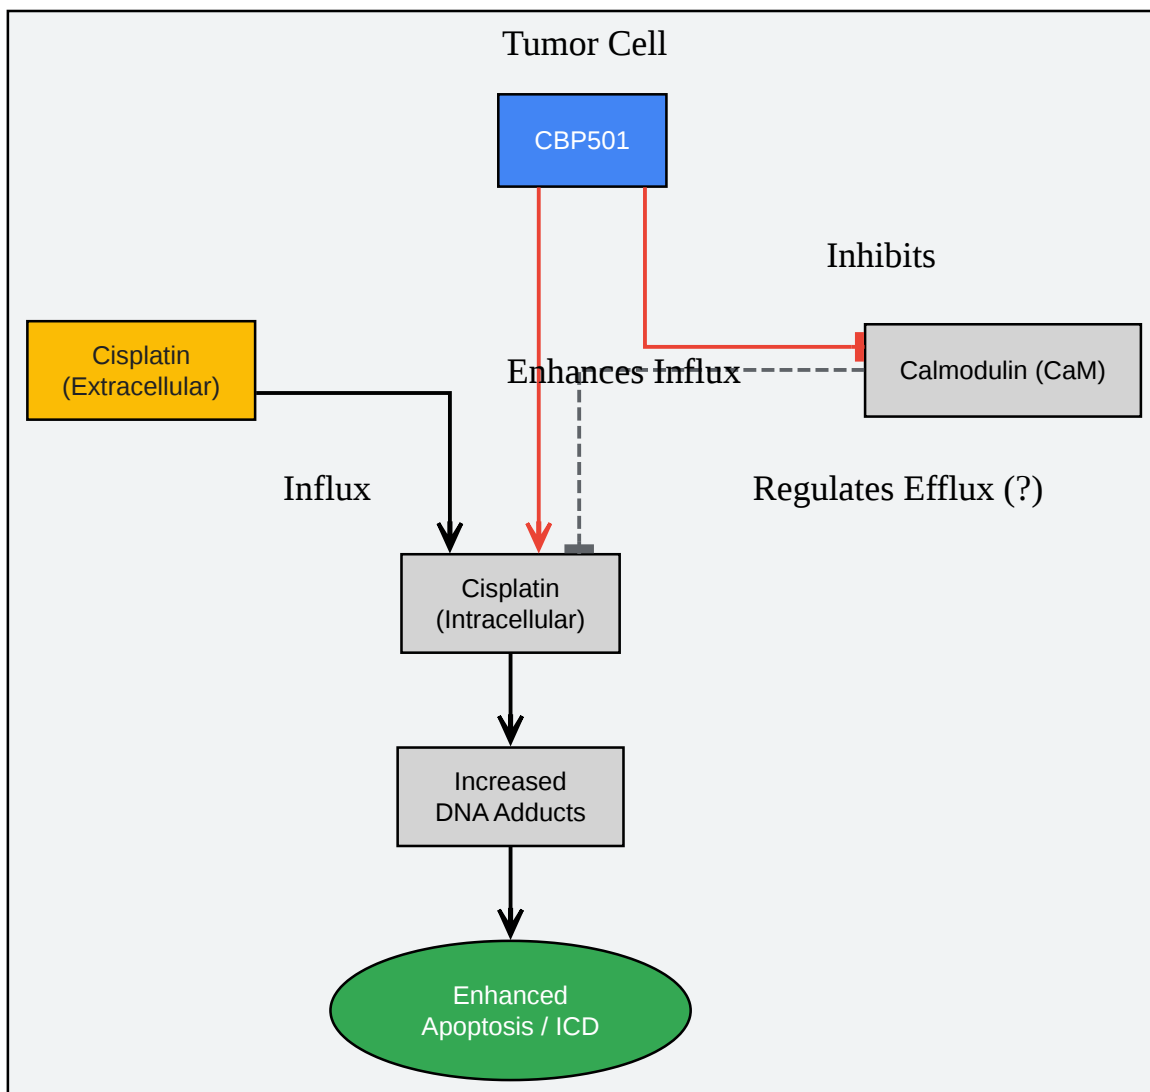 Tumor Cell
CBP501
Inhibits
Cisplatin
(Extracellular)
Enhances Influx
Calmodulin (CaM)
Influx
Regulates Efflux (?)
Cisplatin
(Intracellular)
Increased
DNA Adducts
Enhanced
Apoptosis / ICD